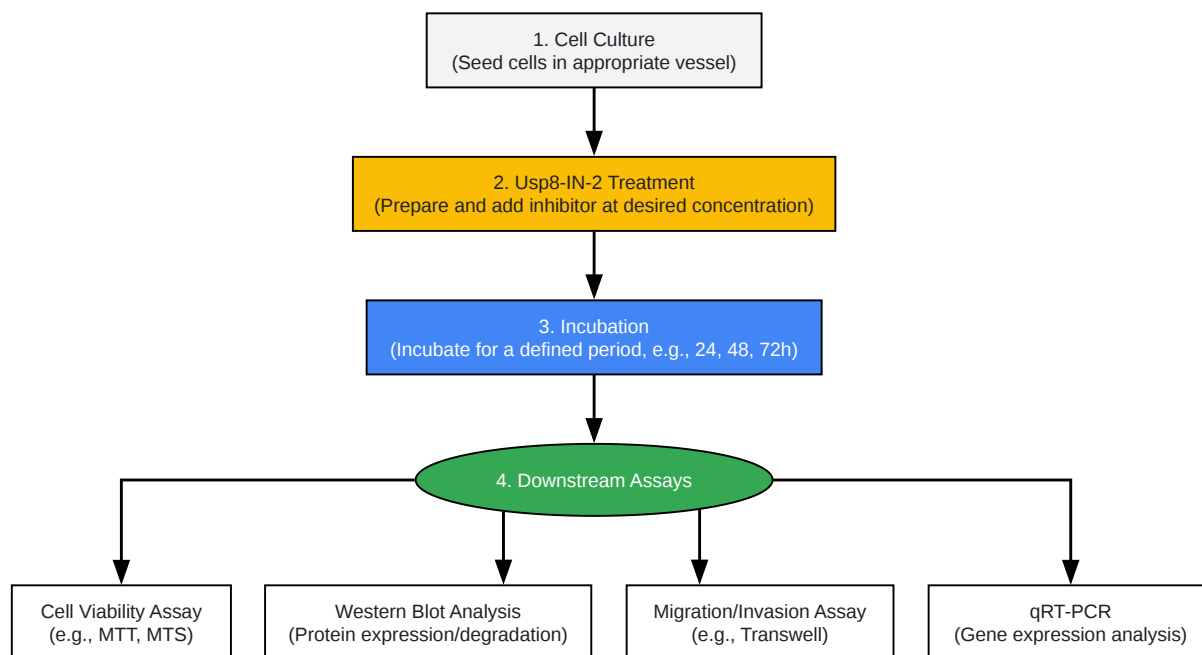 1. Cell Culture
(Seed cells in appropriate vessel)
2. Usp8-IN-2 Treatment
(Prepare and add inhibitor at desired concentration)
3. Incubation
(Incubate for a defined period, e.g., 24, 48, 72h)
4. Downstream Assays
Cell Viability Assay
(e.g., MTT, MTS)
Western Blot Analysis
(Protein expression/degradation)
Migration/Invasion Assay
(e.g., Transwell)
qRT-PCR
(Gene expression analysis)